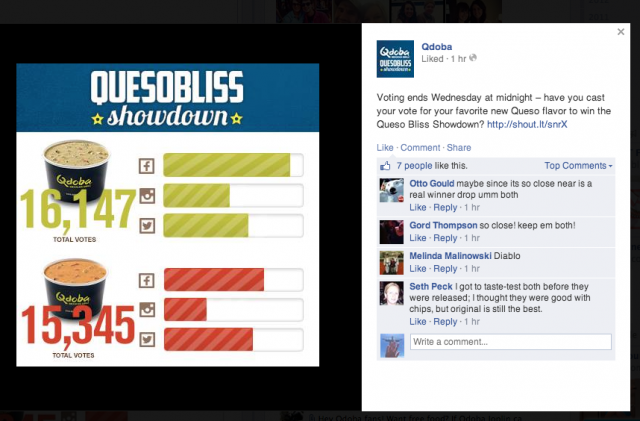 QUESOBLISS
showdown
Qdoba
16,147
TOTAL VOTES
Qdoba
15,345
TOTAL VOTES
Qdoba
QUESOBLISS
showdown
Qdoba
Liked · 1 hr
Voting ends Wednesday at midnight – have you cast
your vote for your favorite new Queso flavor to win the
Queso Bliss Showdown? http://shout.lt/snrX
Like · Comment · Share
7 people like this.
Top Comments
Otto Gould maybe since its so close near is a
real winner drop umm both
Like · Reply · 1 hr
Gord Thompson so close! keep em both!
Like · Reply · 1 hr
Melinda Malinowski Diablo
Like · Reply · 1 hr
Seth Peck I got to taste-test both before they
were released; I thought they were good with
chips, but original is still the best.
Like · Reply · 1 hr
Write a comment...